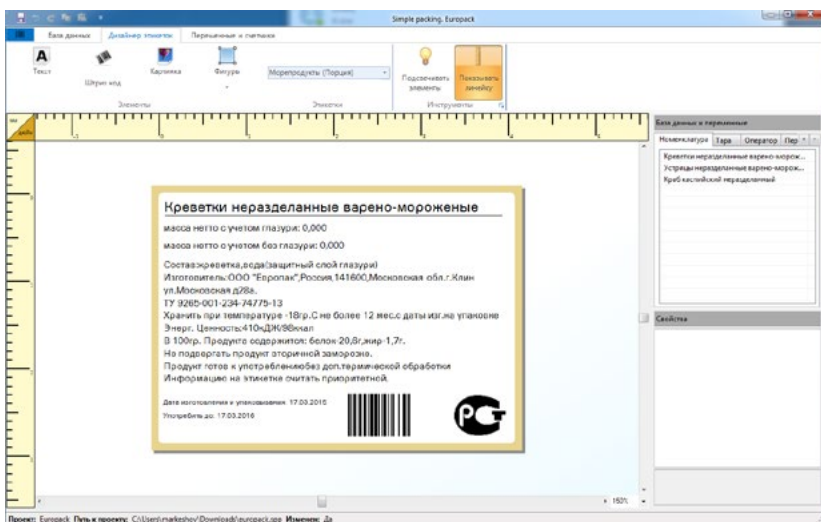 Simple packing. Europack
База данных
Дизайнер этикеток
Переменные и счетчики
Текст
Штрих код
Картинка
Фигуры
Морепродукты (Порция)
Подсвечивать элементы
Показывать линейку
Элементы
Этикетки
Инструменты
База данных и переменные
Номенклатура Тара Оператор Пер
Креветки неразделанные варено-морож...
Устрицы неразделанные варено-морож...
Краб каспийский неразделанный
Креветки неразделанные варено-мороженые
масса нетто с учетом глазури: 0,000
масса нетто с учетом без глазури: 0,000
Состав:креветка,вода(защитный слой глазури)
Изготовитель:ООО "Европак",Россия,141600,Московская обл.г.Клин
ул.Московская д28а.
ТУ 9265-001-234-74775-13
Хранить при температуре -18гр.С не более 12 мес.с даты изг.на упаковке
Энерг. Ценность:410кДЖ/98ккал
В 100гр. Продукта содержится: белок-20,6г,жир-1,7г.
Не подвергать продукт вторичной заморозке.
Продукт готов к употреблениюбез доп.термической обработки
Информацию на этикетке считать приоритетной.
Дата изготовления и упаковывания 17.03.2015
Употребить до: 17.03.2016
РСТ
Свойства
150%
Проект: Europack Путь к проекту: C:\Users\markeshov\Downloads\europack.spp Изменен: Да